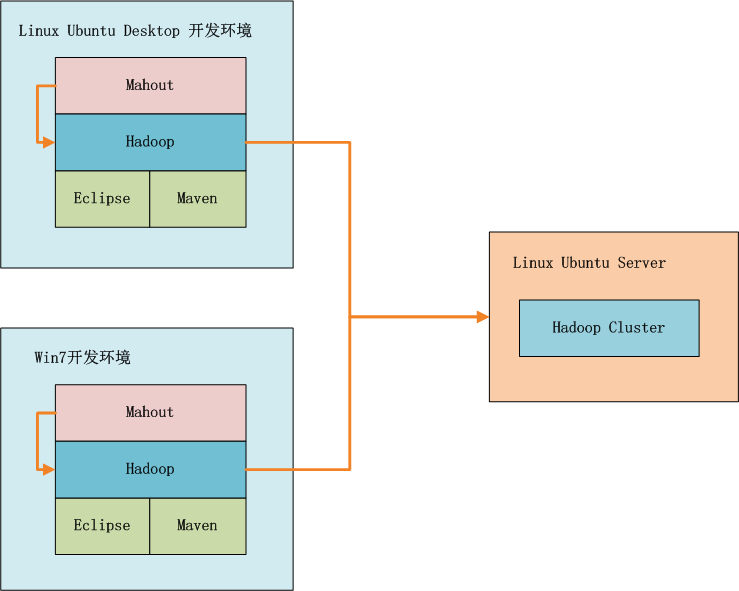 Linux Ubuntu Desktop 开发环境
Mahout
Hadoop
Eclipse
Maven
Linux Ubuntu Server
Hadoop Cluster
Win7开发环境
Mahout
Hadoop
Eclipse
Maven